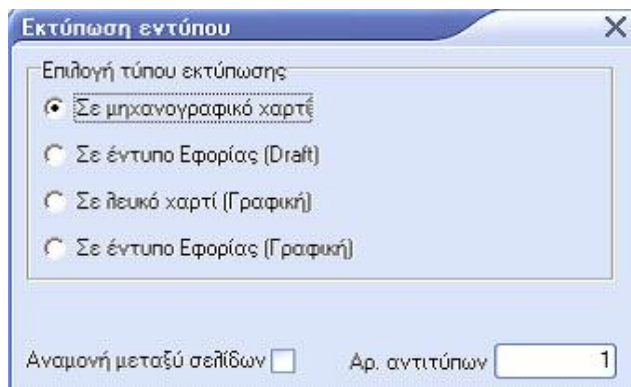 Εκτύπωση εντύπου
Επιλογή τύπου εκτύπωσης
Σε μηχανογραφικό χαρτί
Σε έντυπο Εφορίας (Draft)
Σε λευκό χαρτί (Γραφική)
Σε έντυπο Εφορίας (Γραφική)
Αναμονή μεταξύ σελίδων Αρ. αντιτύπων 1